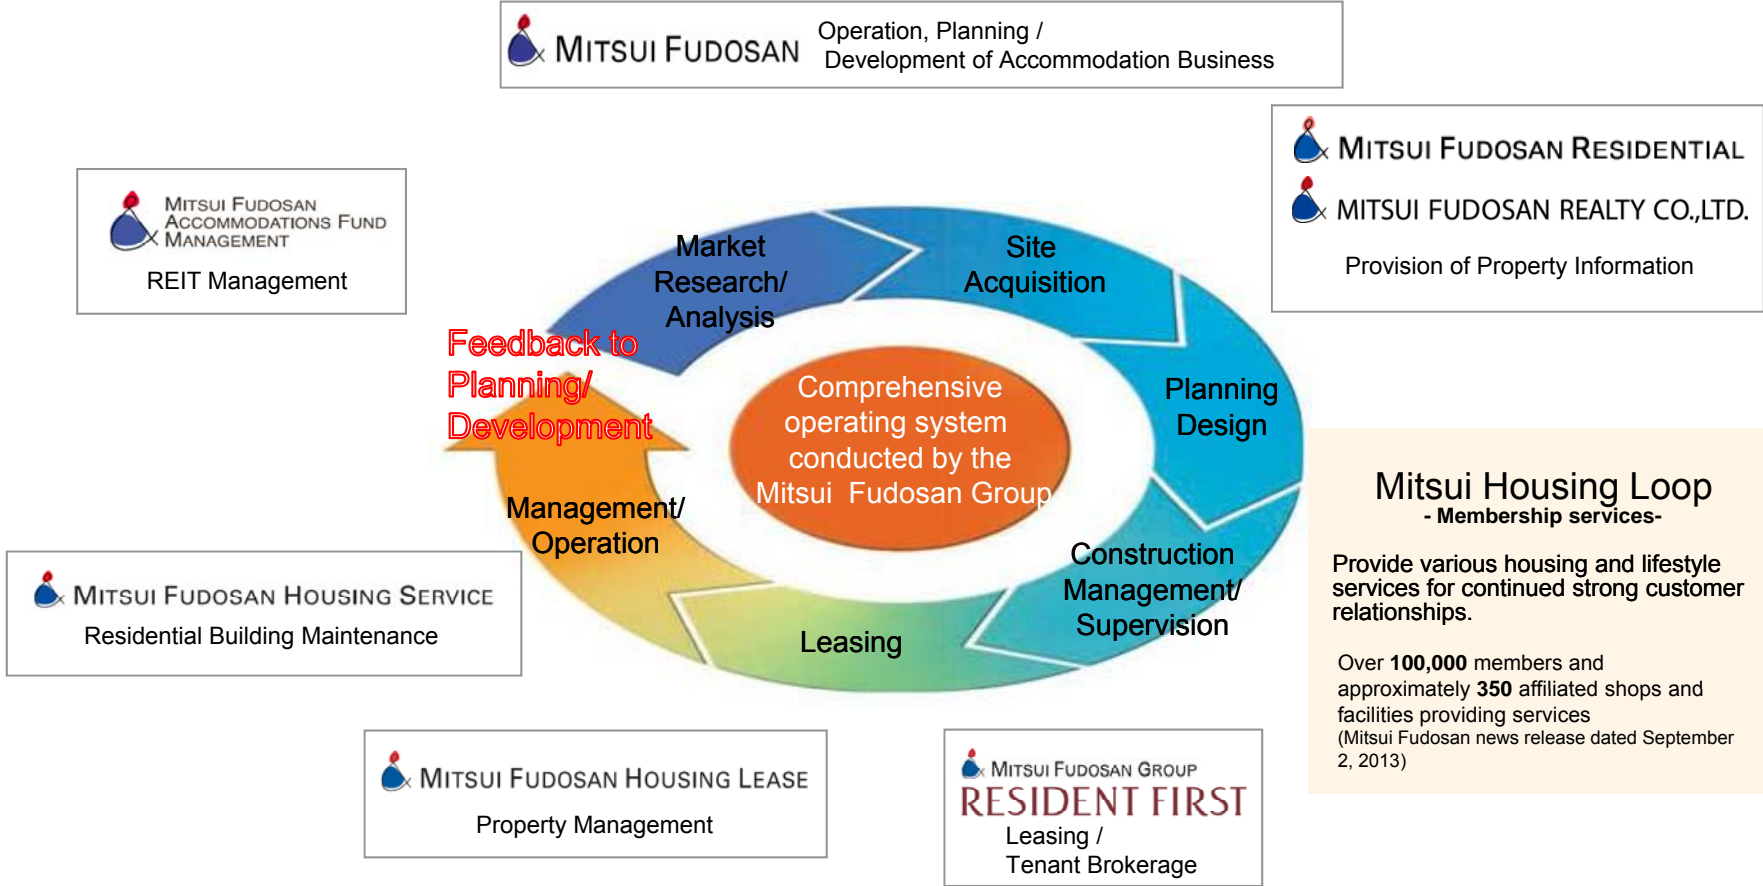 MITSUI FUDOSAN
Operation, Planning /
Development of Accommodation Business
MITSUI FUDOSAN RESIDENTIAL
MITSUI FUDOSAN REALTY CO.,LTD.
Provision of Property Information
MITSUI FUDOSAN
ACCOMMODATIONS FUND
MANAGEMENT
REIT Management
Market
Research/
Analysis
Site
Acquisition
Planning
Design
Construction
Management/
Supervision
Leasing
Management/
Operation
Feedback to
Planning/
Development
Comprehensive
operating system
conducted by the
Mitsui Fudosan Group
Mitsui Housing Loop
- Membership services-
Provide various housing and lifestyle
services for continued strong customer
relationships.
Over 100,000 members and
approximately 350 affiliated shops and
facilities providing services
(Mitsui Fudosan news release dated September
2, 2013)
MITSUI FUDOSAN HOUSING SERVICE
Residential Building Maintenance
MITSUI FUDOSAN HOUSING LEASE
Property Management
MITSUI FUDOSAN GROUP
RESIDENT FIRST
Leasing /
Tenant Brokerage